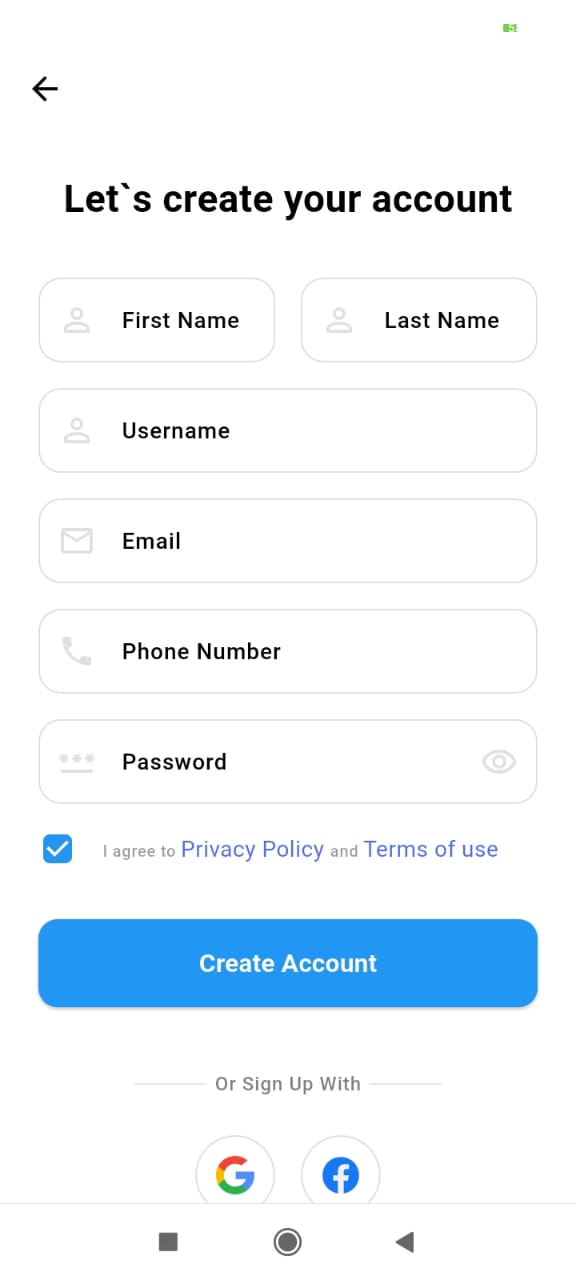 Let`s create your account
First Name
Last Name
Username
Email
Phone Number
Password
I agree to Privacy Policy and Terms of use
Create Account
Or Sign Up With